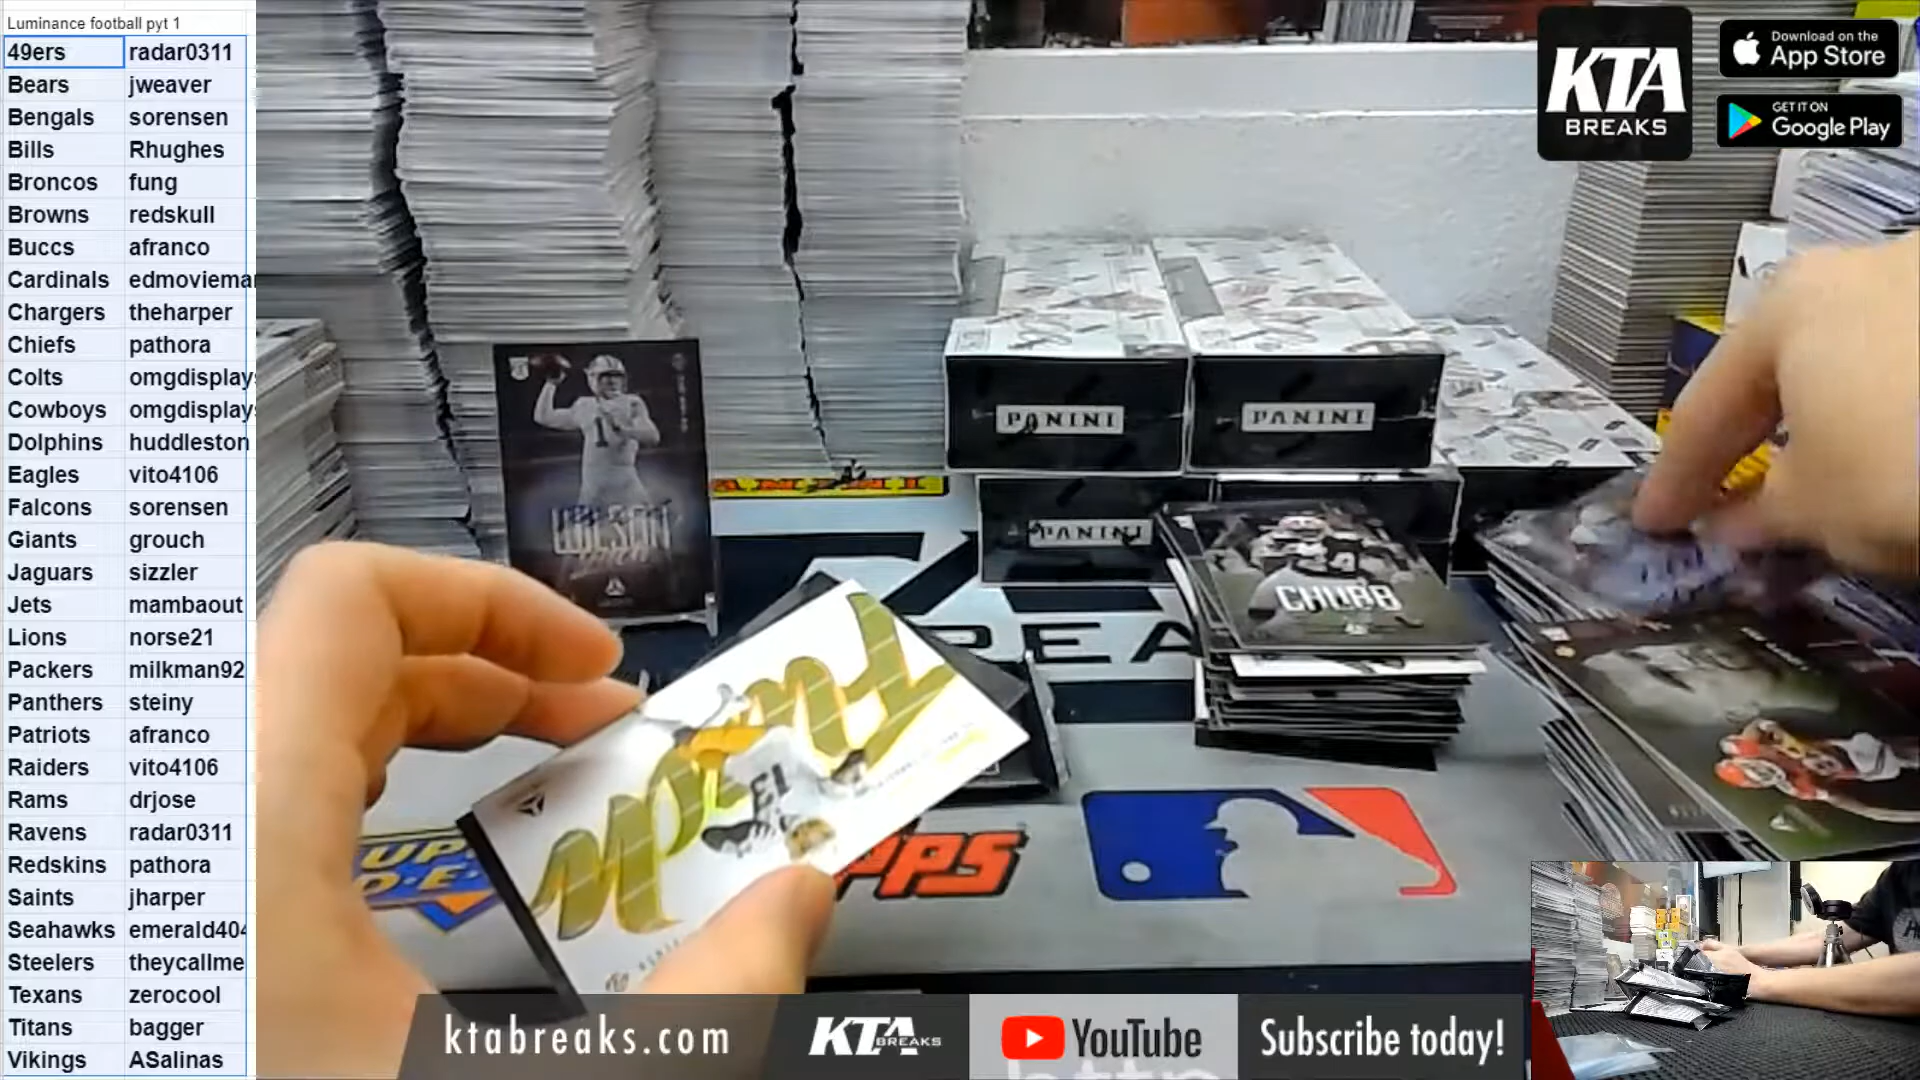 Luminance football pyt 1
49ers radar0311
Bears jweaver
Bengals sorensen
Bills Rhughes
Broncos fung
Browns redskull
Buccs afranco
Cardinals edmoviema
Chargers theharper
Chiefs pathora
Colts omgdisplay
Cowboys omgdisplay
Dolphins huddleston
Eagles vito4106
Falcons sorensen
Giants grouch
Jaguars sizzler
Jets mambaout
Lions norse21
Packers milkman92
Panthers steiny
Patriots afranco
Raiders vito4106
Rams drjose
Ravens radar0311
Redskins pathora
Saints jharper
Seahawks emerald404
Steelers theycallme
Texans zerocool
Titans bagger
Vikings ASalinas
KTA
BREAKS
Download on the
App Store
GET IT ON
Google Play
PANINI
PANINI
PANINI
WILSON
CHUBB
BREA
UP
D.E.
PPS
ktabreaks.com
KTA
BREAKS
YouTube
Subscribe today!